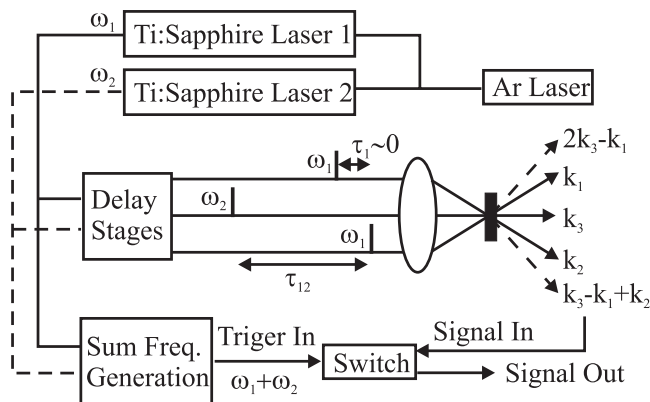 ω1
Ti:Sapphire Laser 1
ω2
Ti:Sapphire Laser 2
Ar Laser
τ1~0
2k3-k1
ω1
k1
Delay
Stages
ω2
k3
ω1
k2
τ12
k3-k1+k2
Sum Freq.
Generation
Triger In
ω1+ω2
Switch
Signal In
Signal Out